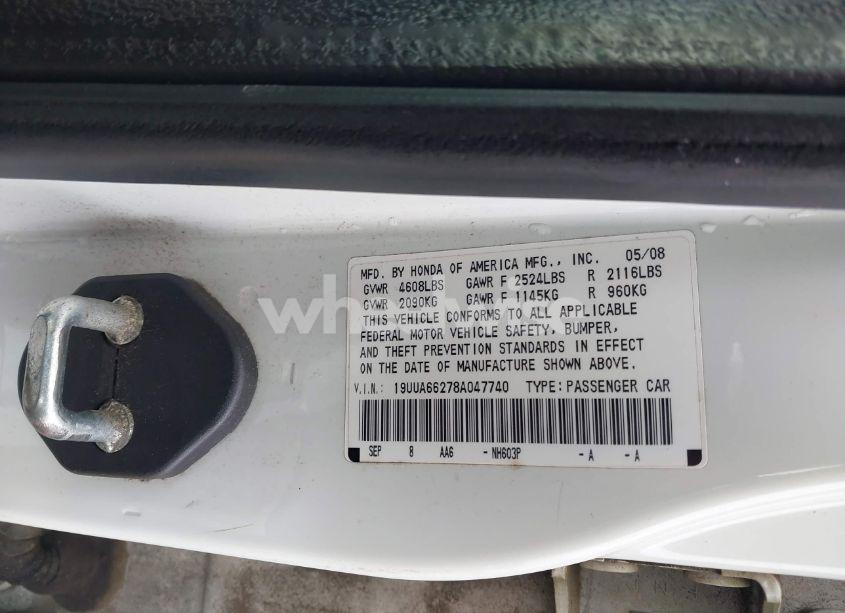 MFD. BY HONDA OF AMERICA MFG., INC. 05/08
GVWR 4608LBS GAWR F 2524LBS R 2116LBS
GVWR 2090KG GAWR F 1145KG R 960KG
THIS VEHICLE CONFORMS TO ALL APPLICABLE
FEDERAL MOTOR VEHICLE SAFETY, BUMPER,
AND THEFT PREVENTION STANDARDS IN EFFECT
ON THE DATE OF MANUFACTURE SHOWN ABOVE.
V.I.N.: 19UUA66278A047740 TYPE: PASSENGER CAR
SEP 8 AA6 - NH603P - A - A